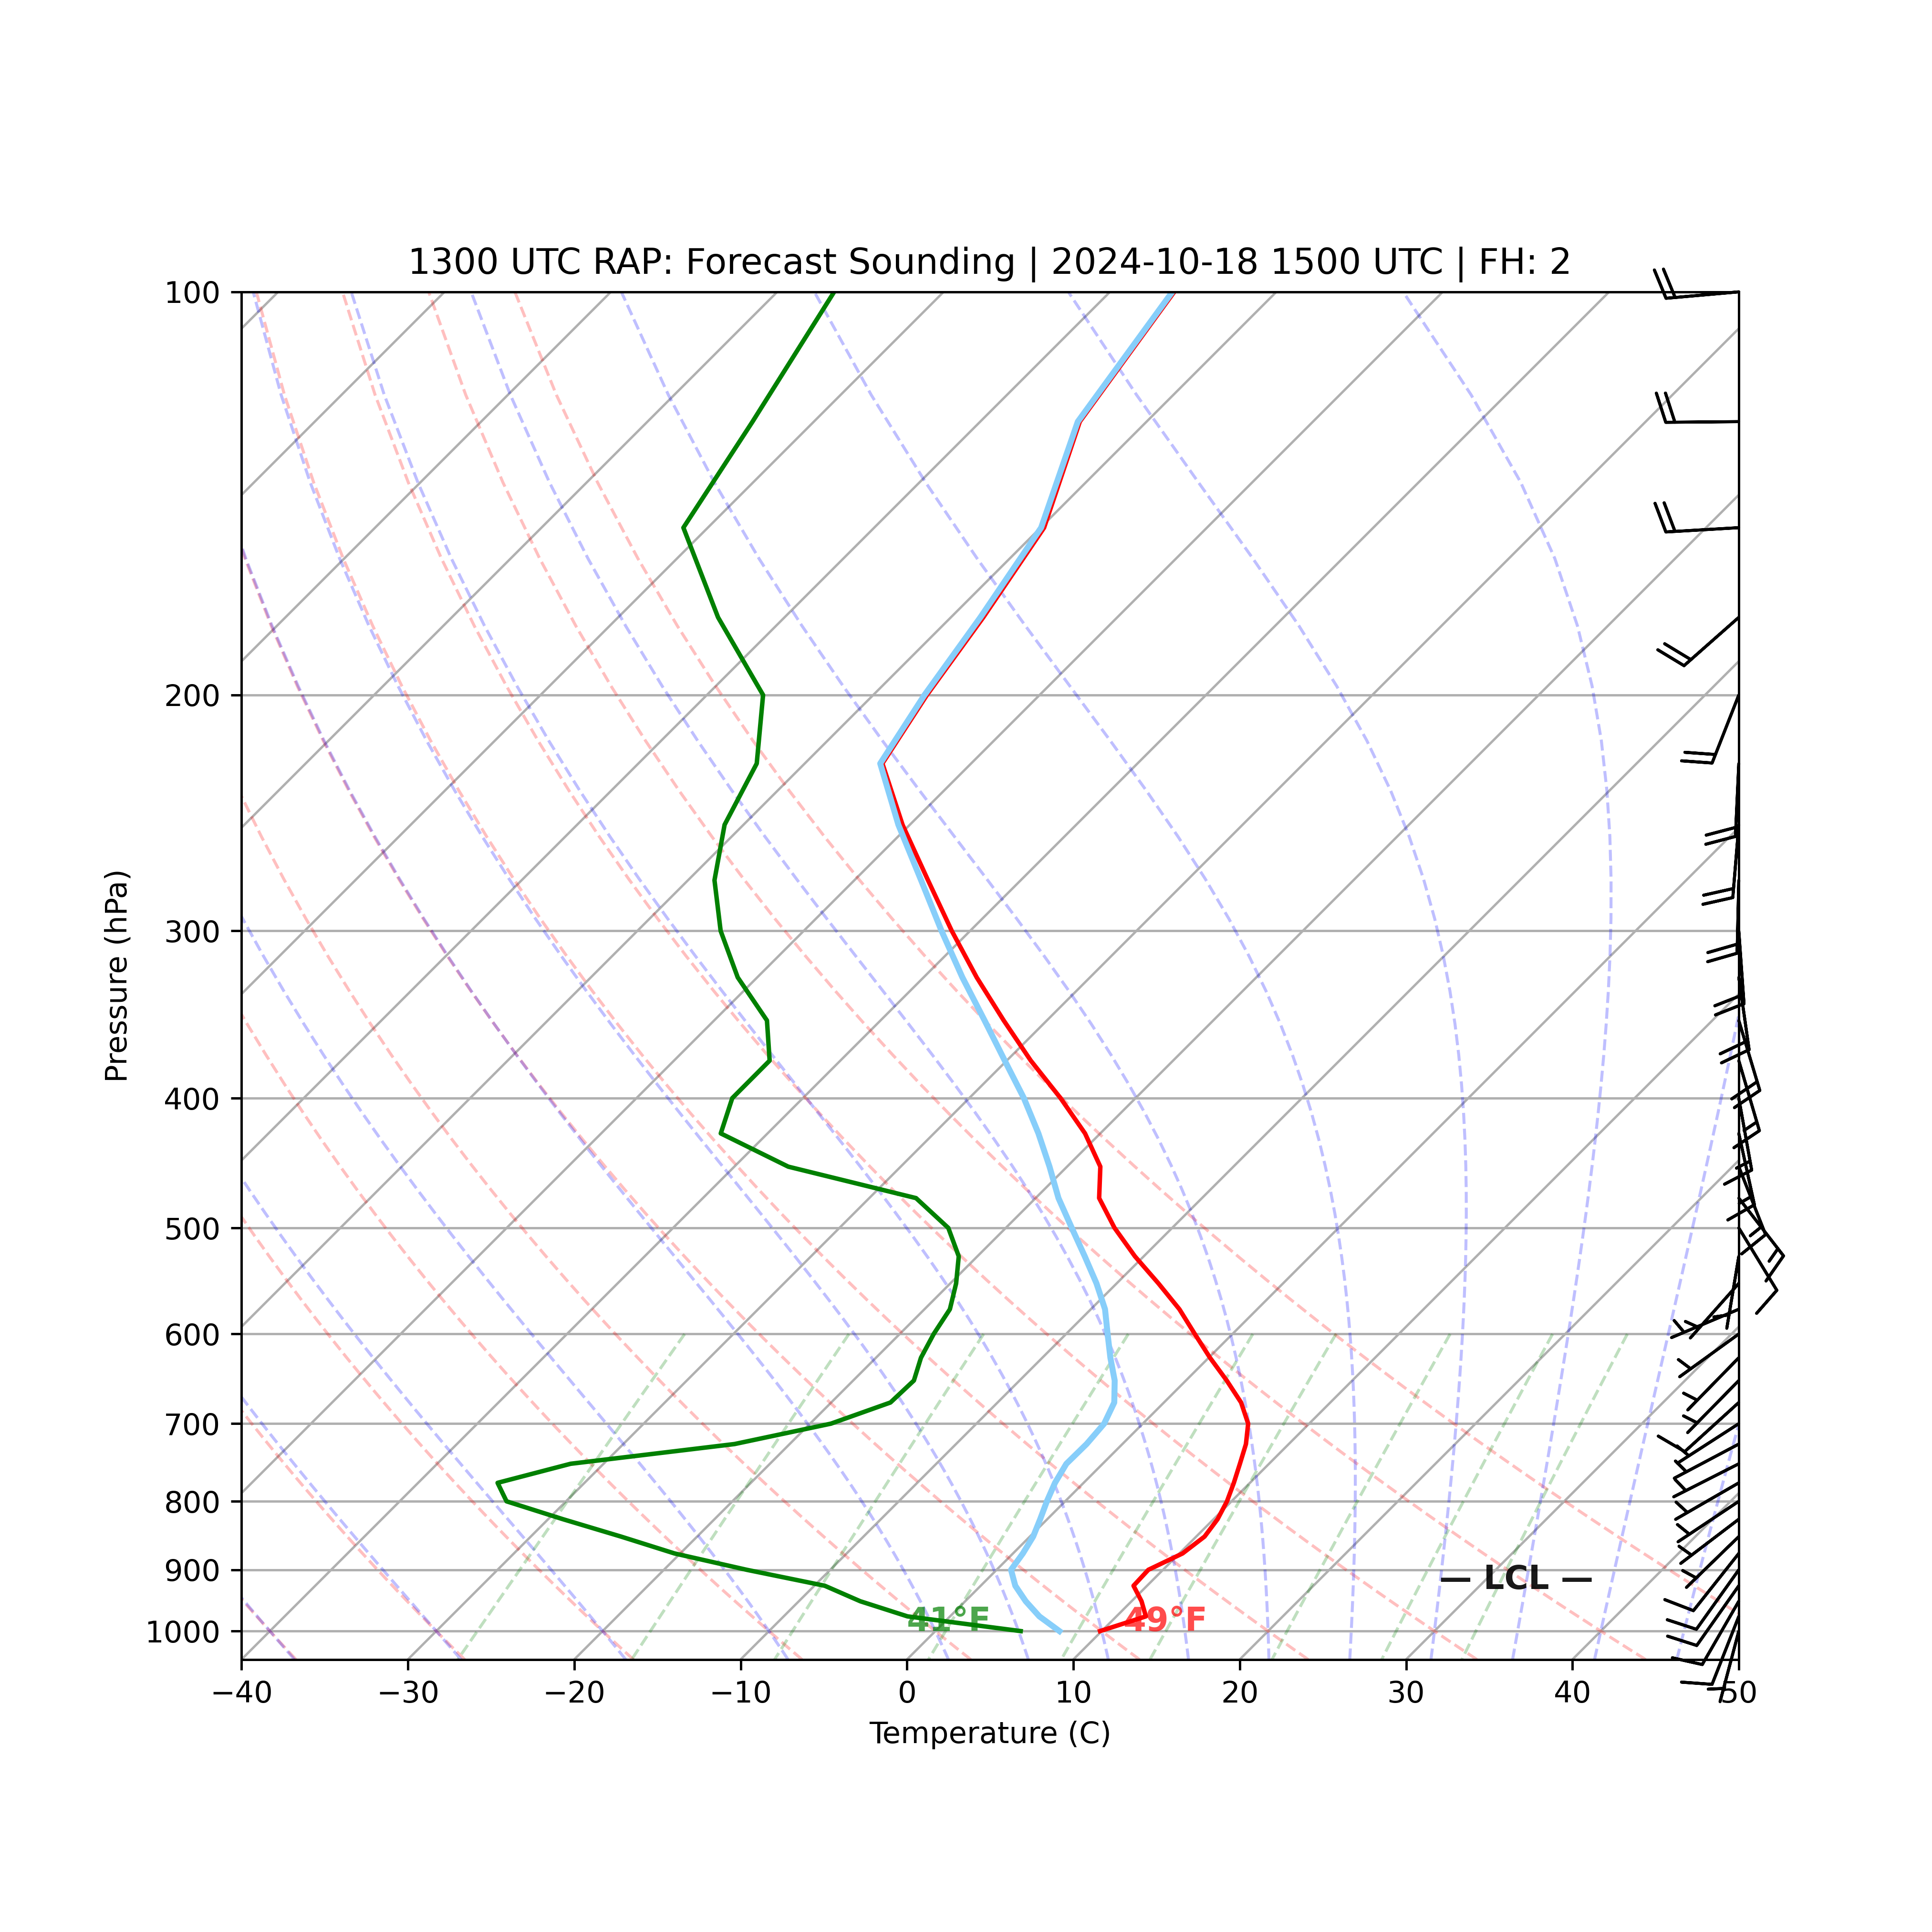 1300 UTC RAP: Forecast Sounding | 2024-10-18 1500 UTC | FH: 2
100
200
300
400
500
600
700
800
900
1000
Pressure (hPa)
— LCL —
41°F
49°F
−40 −30 −20 −10 0 10 20 30 40 50
Temperature (C)